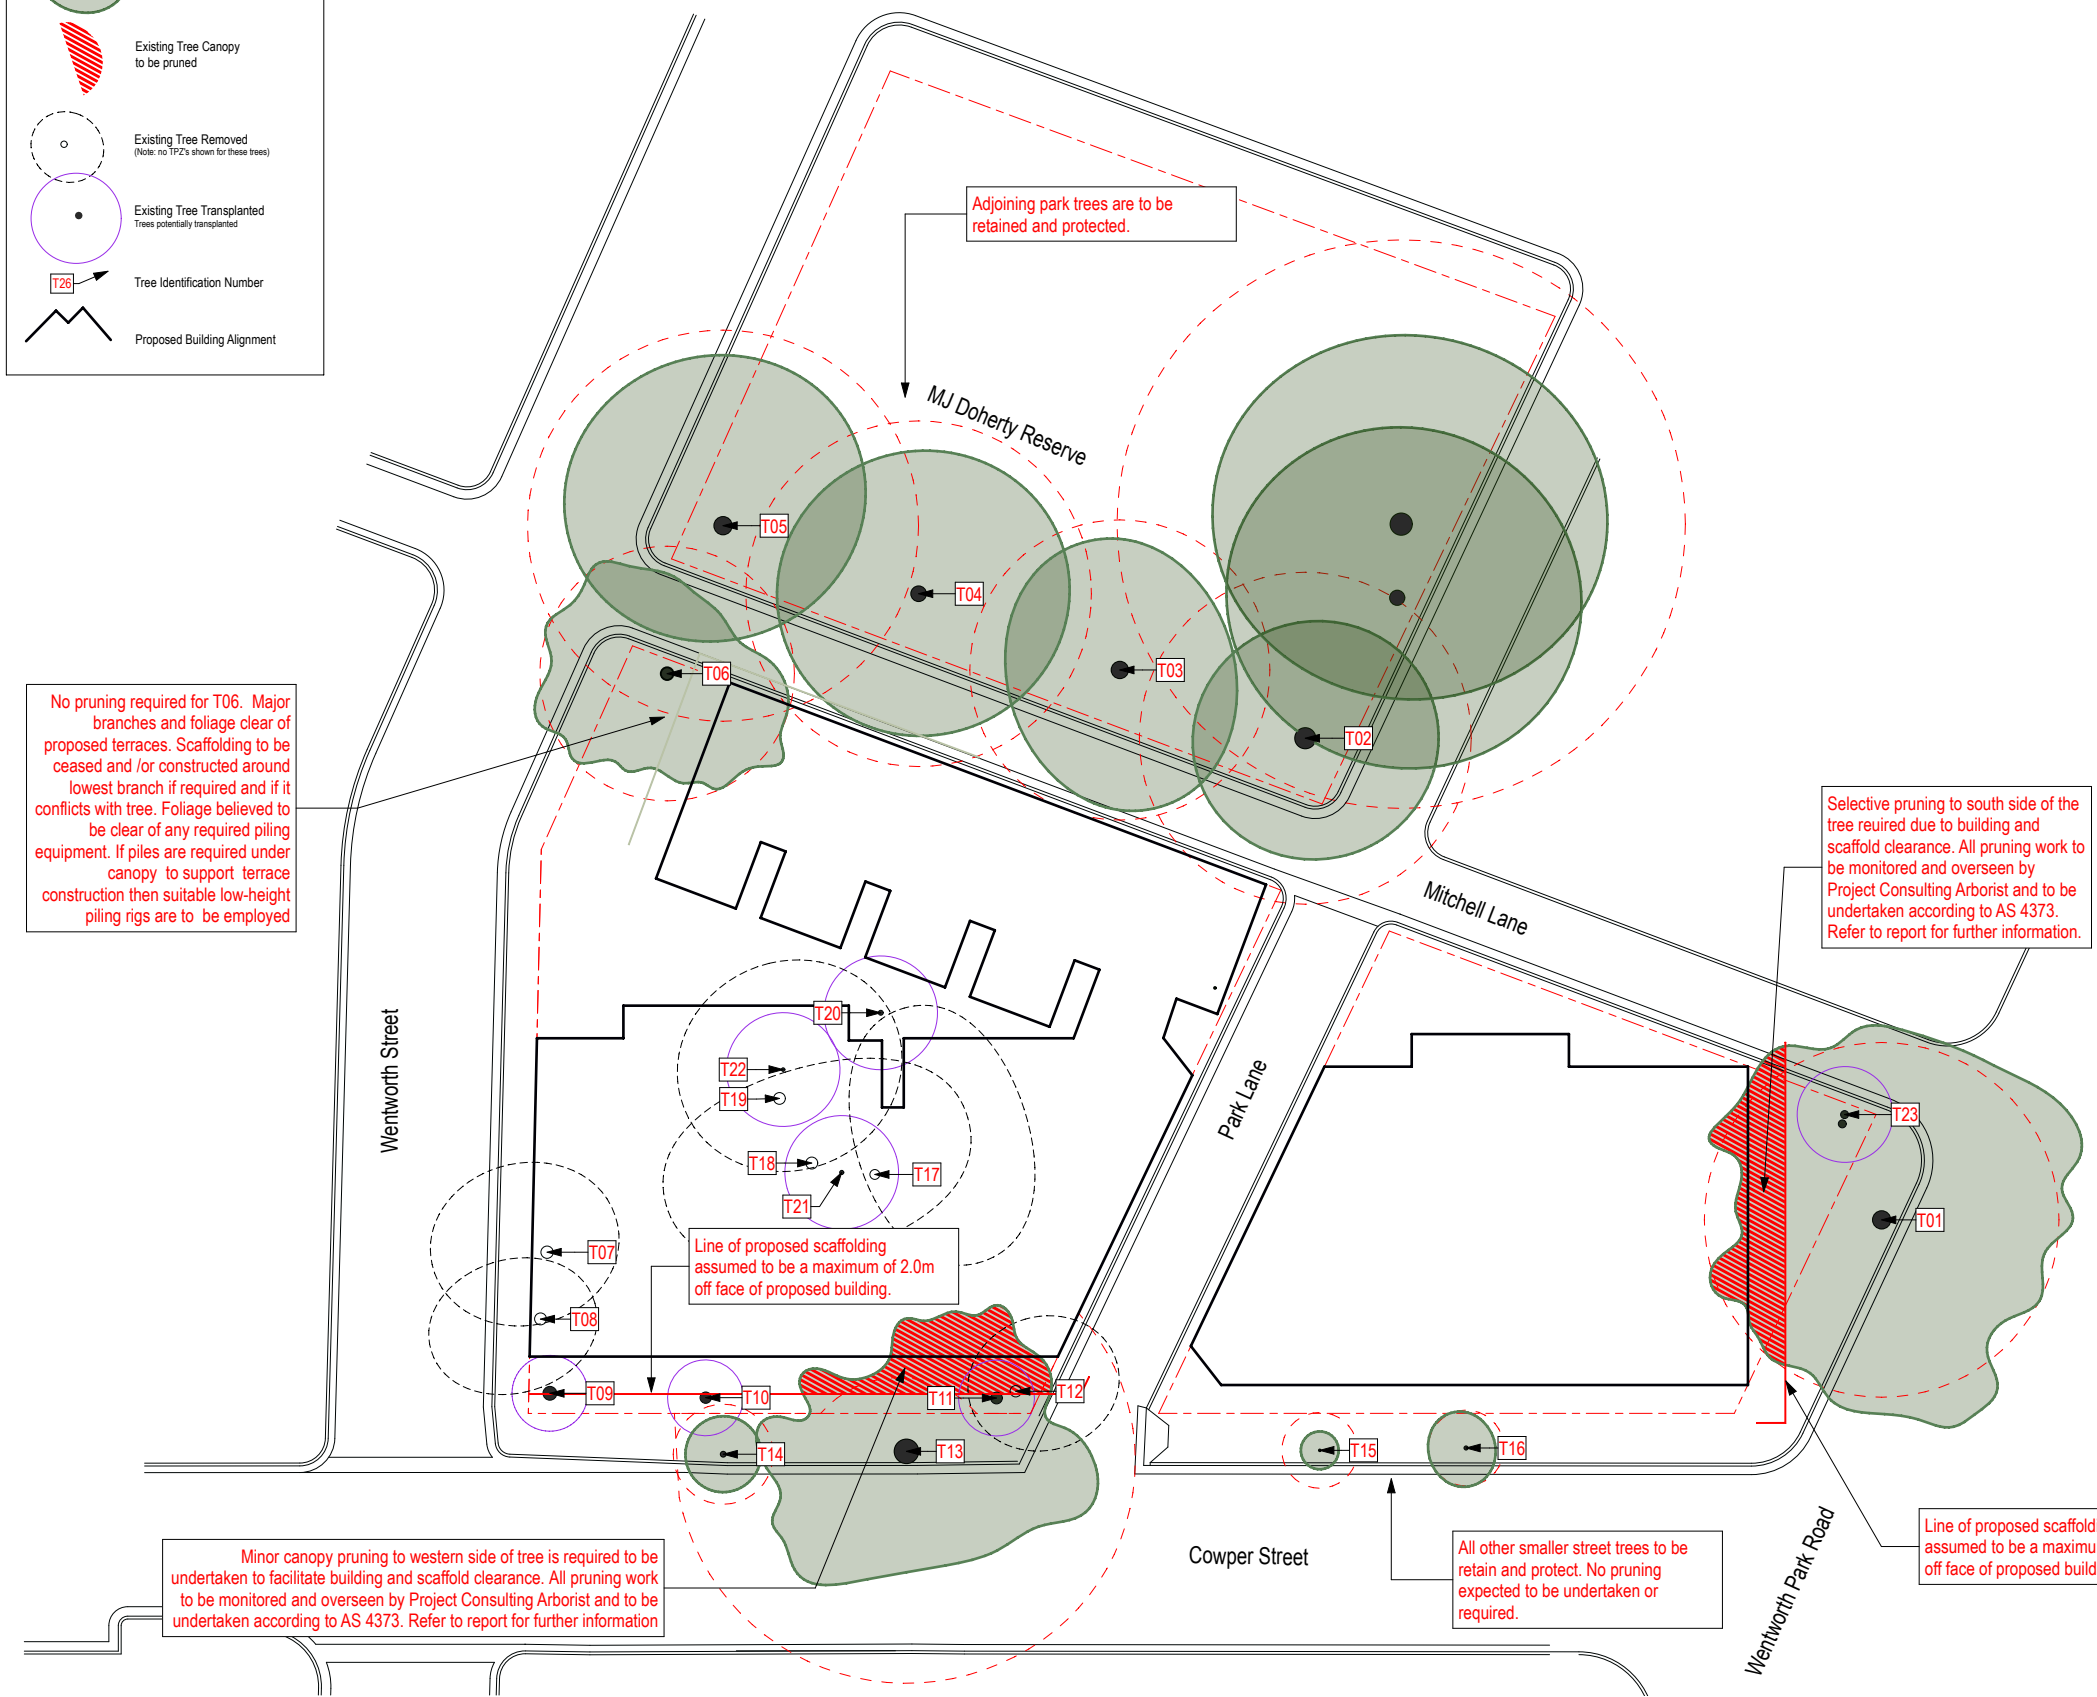 Existing Tree Canopy
to be pruned
Existing Tree Removed
(Note: no TPZ's shown for these trees)
Existing Tree Transplanted
Trees potentially transplanted
T26
Tree Identification Number
Proposed Building Alignment
Adjoining park trees are to be
retained and protected.
MJ Doherty Reserve
T05
T04
T03
T02
T06
No pruning required for T06. Major
branches and foliage clear of
proposed terraces. Scaffolding to be
ceased and /or constructed around
lowest branch if required and if it
conflicts with tree. Foliage believed to
be clear of any required piling
equipment. If piles are required under
canopy to support terrace
construction then suitable low-height
piling rigs are to be employed
Selective pruning to south side of the
tree reuired due to building and
scaffold clearance. All pruning work to
be monitored and overseen by
Project Consulting Arborist and to be
undertaken according to AS 4373.
Refer to report for further information.
Mitchell Lane
Wentworth Street
Park Lane
T20
T22
T19
T18
T17
T21
T23
T01
T07
T08
Line of proposed scaffolding
assumed to be a maximum of 2.0m
off face of proposed building.
T09
T10
T11
T12
T14
T13
T15
T16
Minor canopy pruning to western side of tree is required to be
undertaken to facilitate building and scaffold clearance. All pruning work
to be monitored and overseen by Project Consulting Arborist and to be
undertaken according to AS 4373. Refer to report for further information
Cowper Street
All other smaller street trees to be
retain and protect. No pruning
expected to be undertaken or
required.
Wentworth Park Road
Line of proposed scaffold
assumed to be a maximu
off face of proposed build